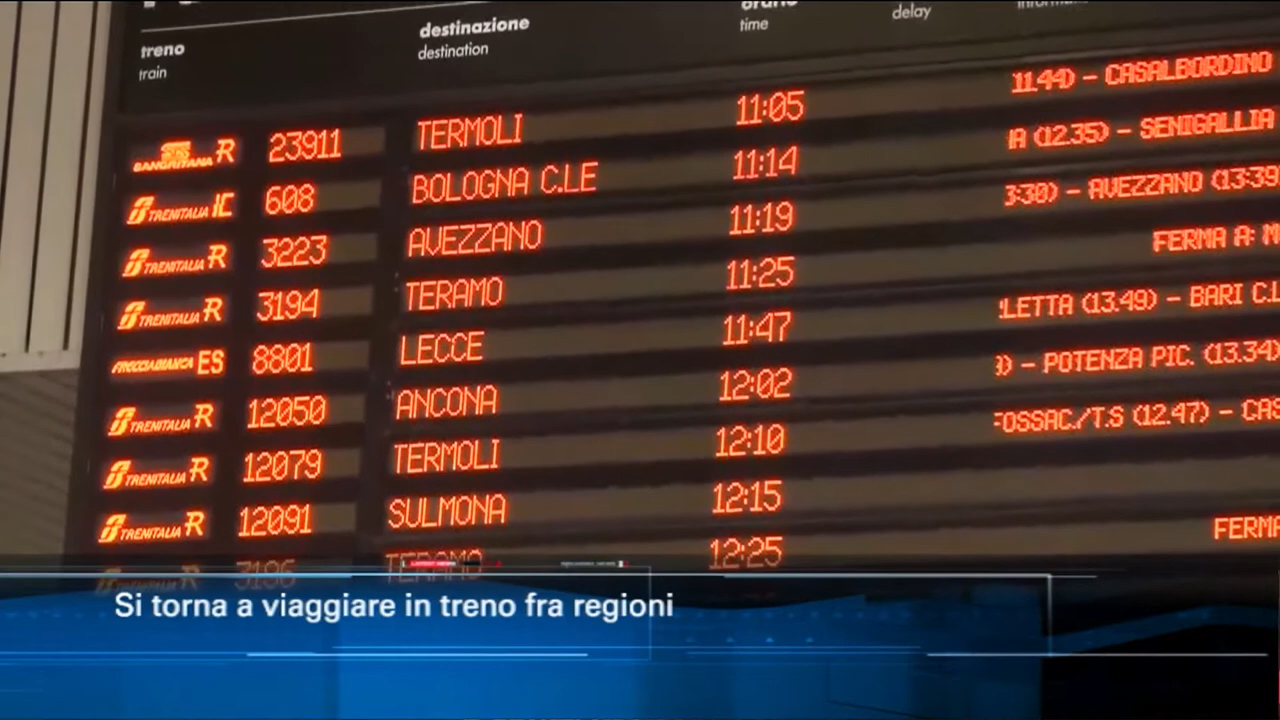 treno destinazione orario
train destination time delay
SANGRITANA R 23911 TERMOLI 11:05 11.44) - CASALBORDINO
TRENITALIA IC 608 BOLOGNA C.LE 11:14 A (12.35) - SENIGALLIA
TRENITALIA R 3223 AVEZZANO 11:19 3:30) - AVEZZANO (13:39
TRENITALIA R 3194 TERAMO 11:25 FERMA A: M
FRECCIABIANCA ES 8801 LECCE 11:47 LETTA (13.49) - BARI C.L
TRENITALIA R 12050 ANCONA 12:02 ) - POTENZA PIC. (13.34)
TRENITALIA R 12079 TERMOLI 12:10 OSSAC./T.S (12.47) - CAS
TRENITALIA R 12091 SULMONA 12:15
TRENITALIA R 3196 TERAMO 12:25 FERMA
Si torna a viaggiare in treno fra regioni